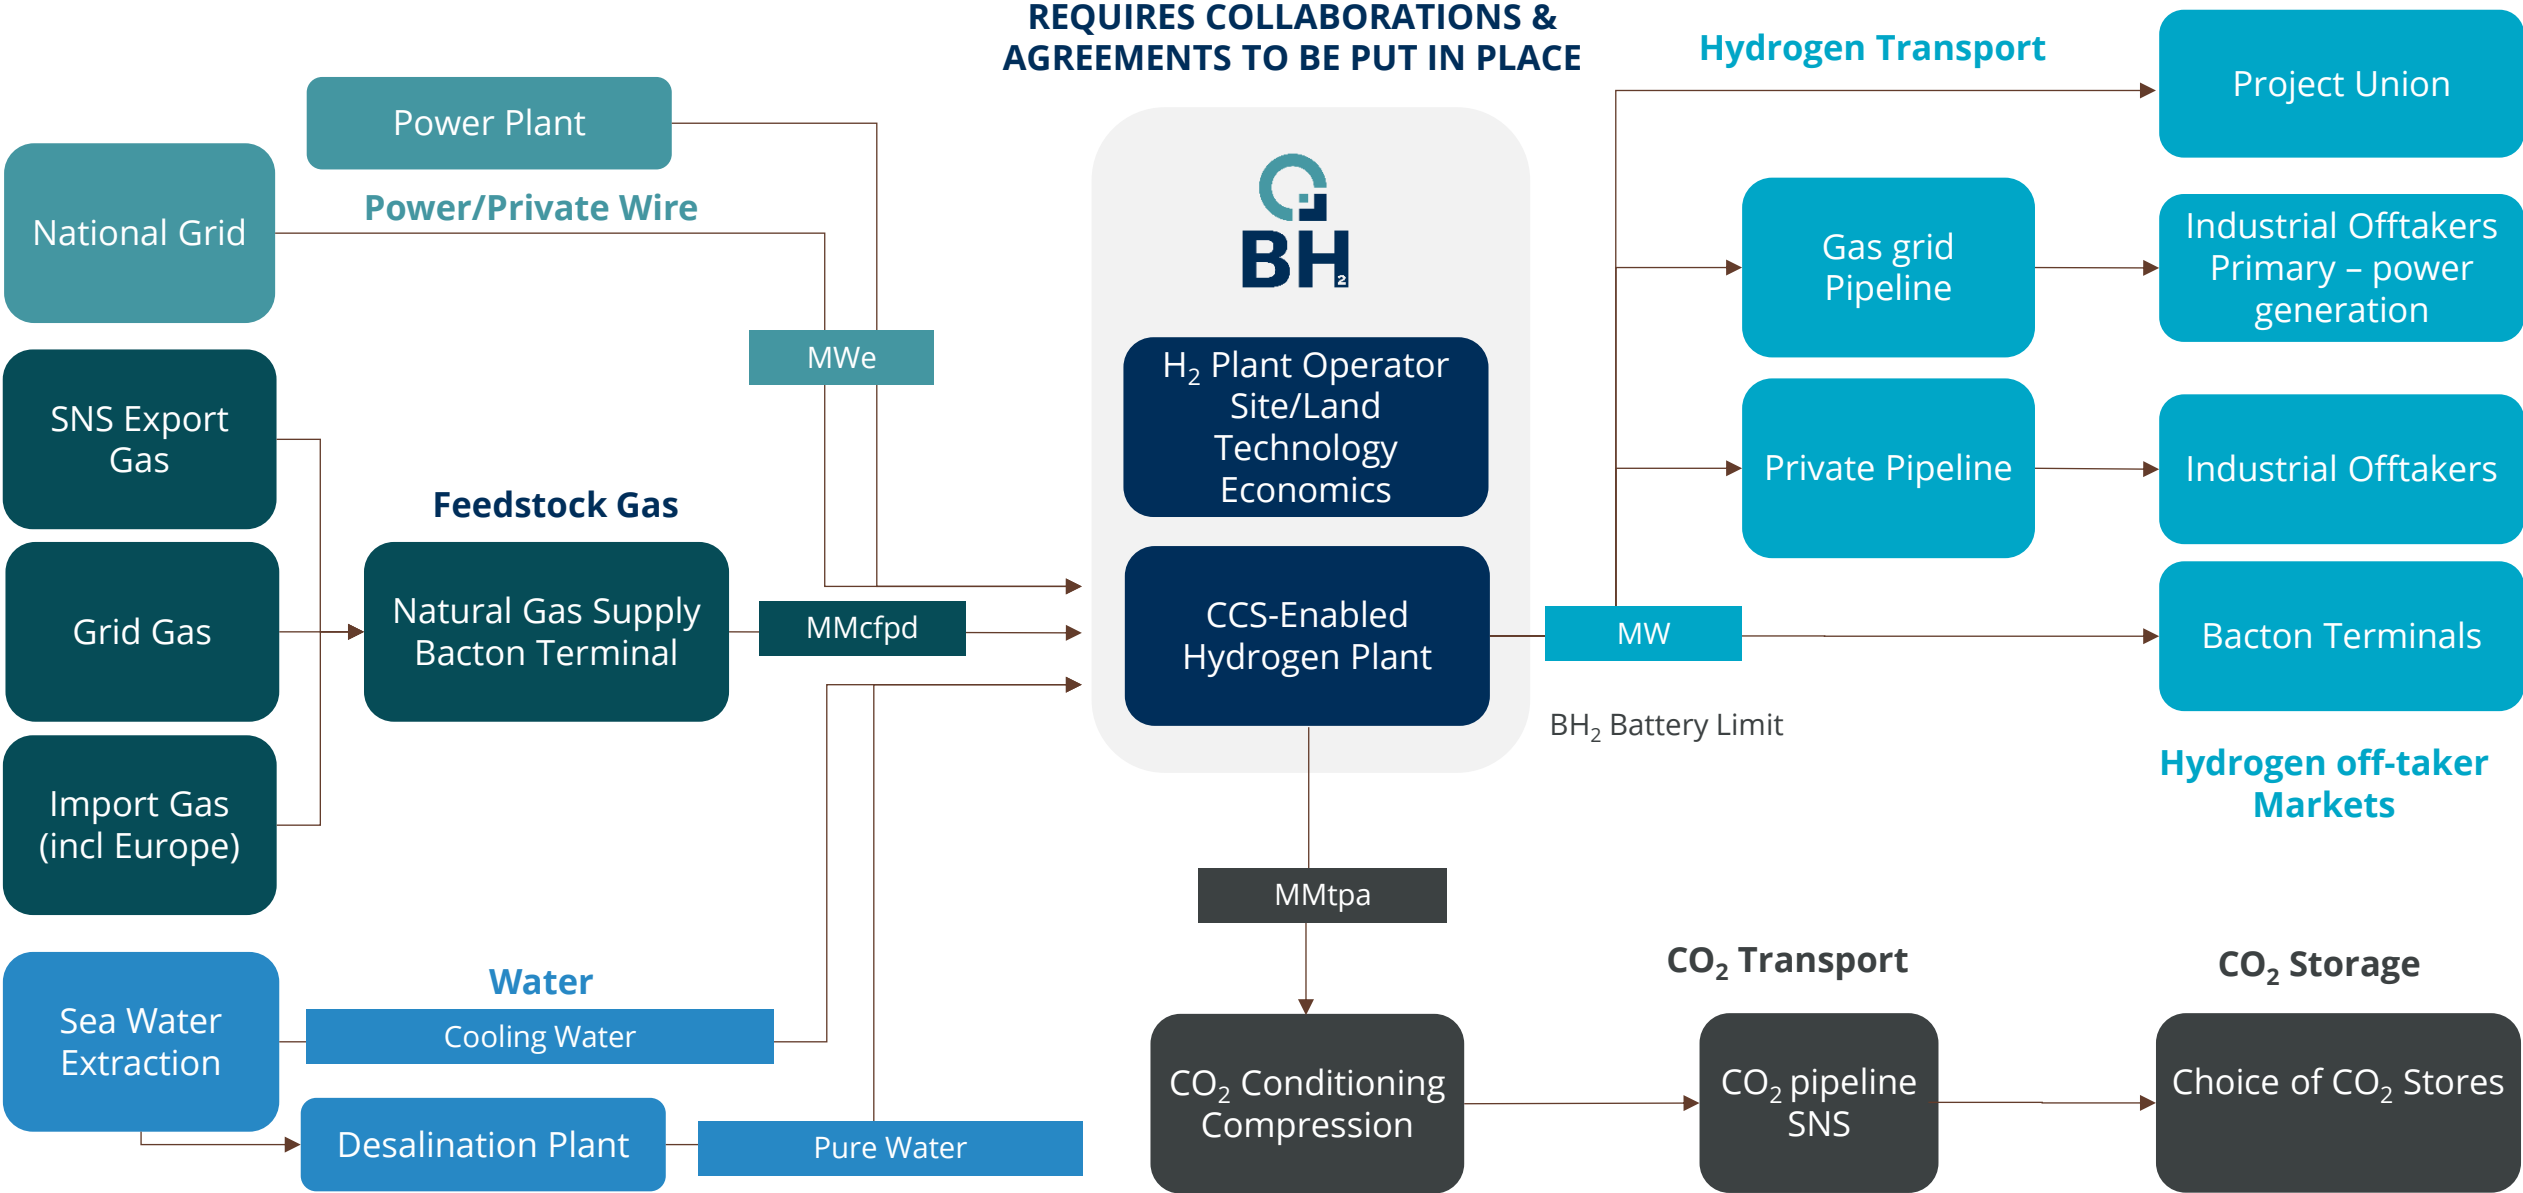 REQUIRES COLLABORATIONS &
AGREEMENTS TO BE PUT IN PLACE
Hydrogen Transport
Project Union
Power Plant
National Grid
Power/Private Wire
BH₂
Gas grid
Pipeline
Industrial Offtakers
Primary – power
generation
MWe
H₂ Plant Operator
Site/Land
Technology
Economics
SNS Export
Gas
Private Pipeline
Industrial Offtakers
Feedstock Gas
Grid Gas
Natural Gas Supply
Bacton Terminal
MMcfpd
CCS-Enabled
Hydrogen Plant
MW
Bacton Terminals
BH₂ Battery Limit
Hydrogen off-taker
Markets
Import Gas
(incl Europe)
MMtpa
Water
CO₂ Transport
CO₂ Storage
Sea Water
Extraction
Cooling Water
Desalination Plant
Pure Water
CO₂ Conditioning
Compression
CO₂ pipeline
SNS
Choice of CO₂ Stores